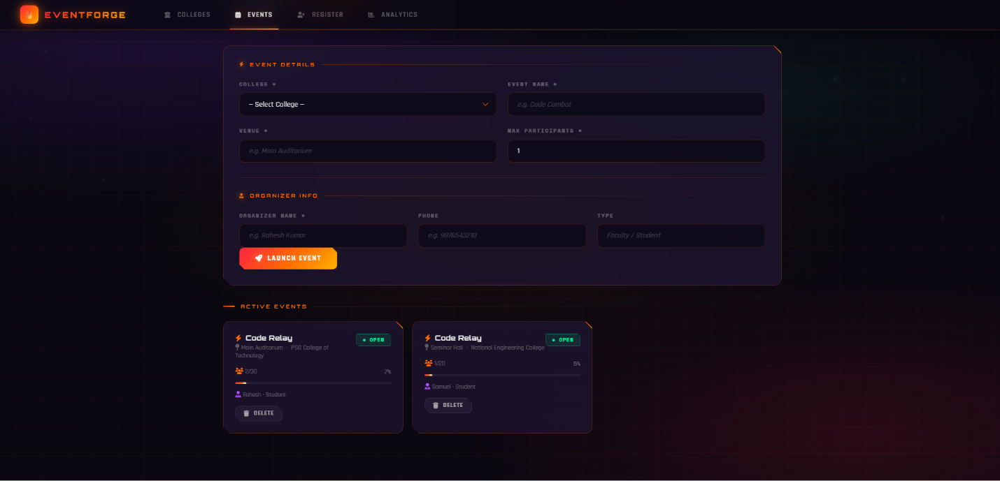 EVENTFORGE
COLLEGES EVENTS REGISTER ANALYTICS
EVENT DETAILS
COLLEGE * EVENT NAME *
— Select College — e.g. Code Combat
VENUE * MAX PARTICIPANTS *
e.g. Main Auditorium 1
ORGANIZER INFO
ORGANIZER NAME * PHONE TYPE
e.g. Rahesh Kumar e.g. 9876543210 Faculty / Student
LAUNCH EVENT
ACTIVE EVENTS
Code Relay
● OPEN
Main Auditorium · PSG College of
Technology
2/30 7%
Rahesh · Student
DELETE
Code Relay
● OPEN
Seminar Hall · National Engineering College
1/20 5%
Samuel · Student
DELETE